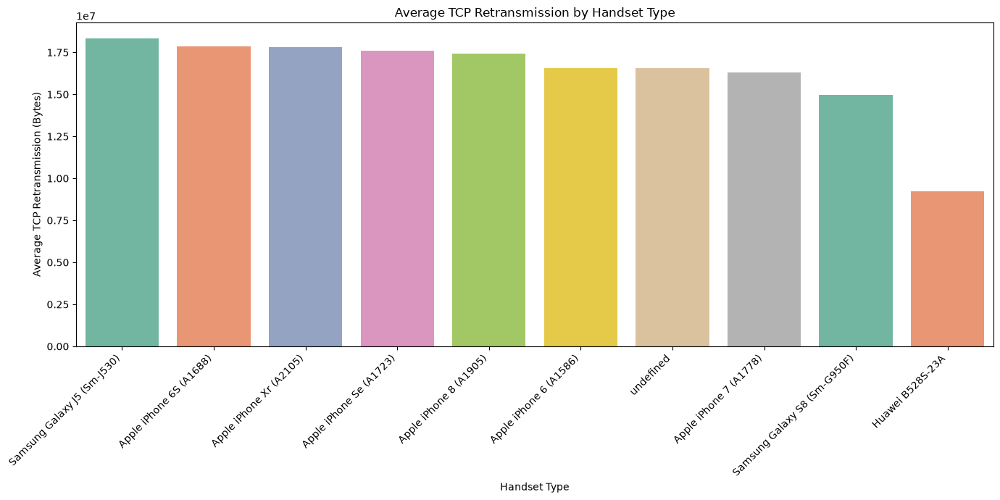 Average TCP Retransmission by Handset Type
1e7
1.75
1.50
1.25
1.00
0.75
0.50
0.25
0.00
Average TCP Retransmission (Bytes)
Samsung Galaxy J5 (Sm-J530)
Apple iPhone 6S (A1688)
Apple iPhone Xr (A2105)
Apple iPhone Se (A1723)
Apple iPhone 8 (A1905)
Apple iPhone 6 (A1586)
undefined
Apple iPhone 7 (A1778)
Samsung Galaxy S8 (Sm-G950F)
Huawei B528S-23A
Handset Type